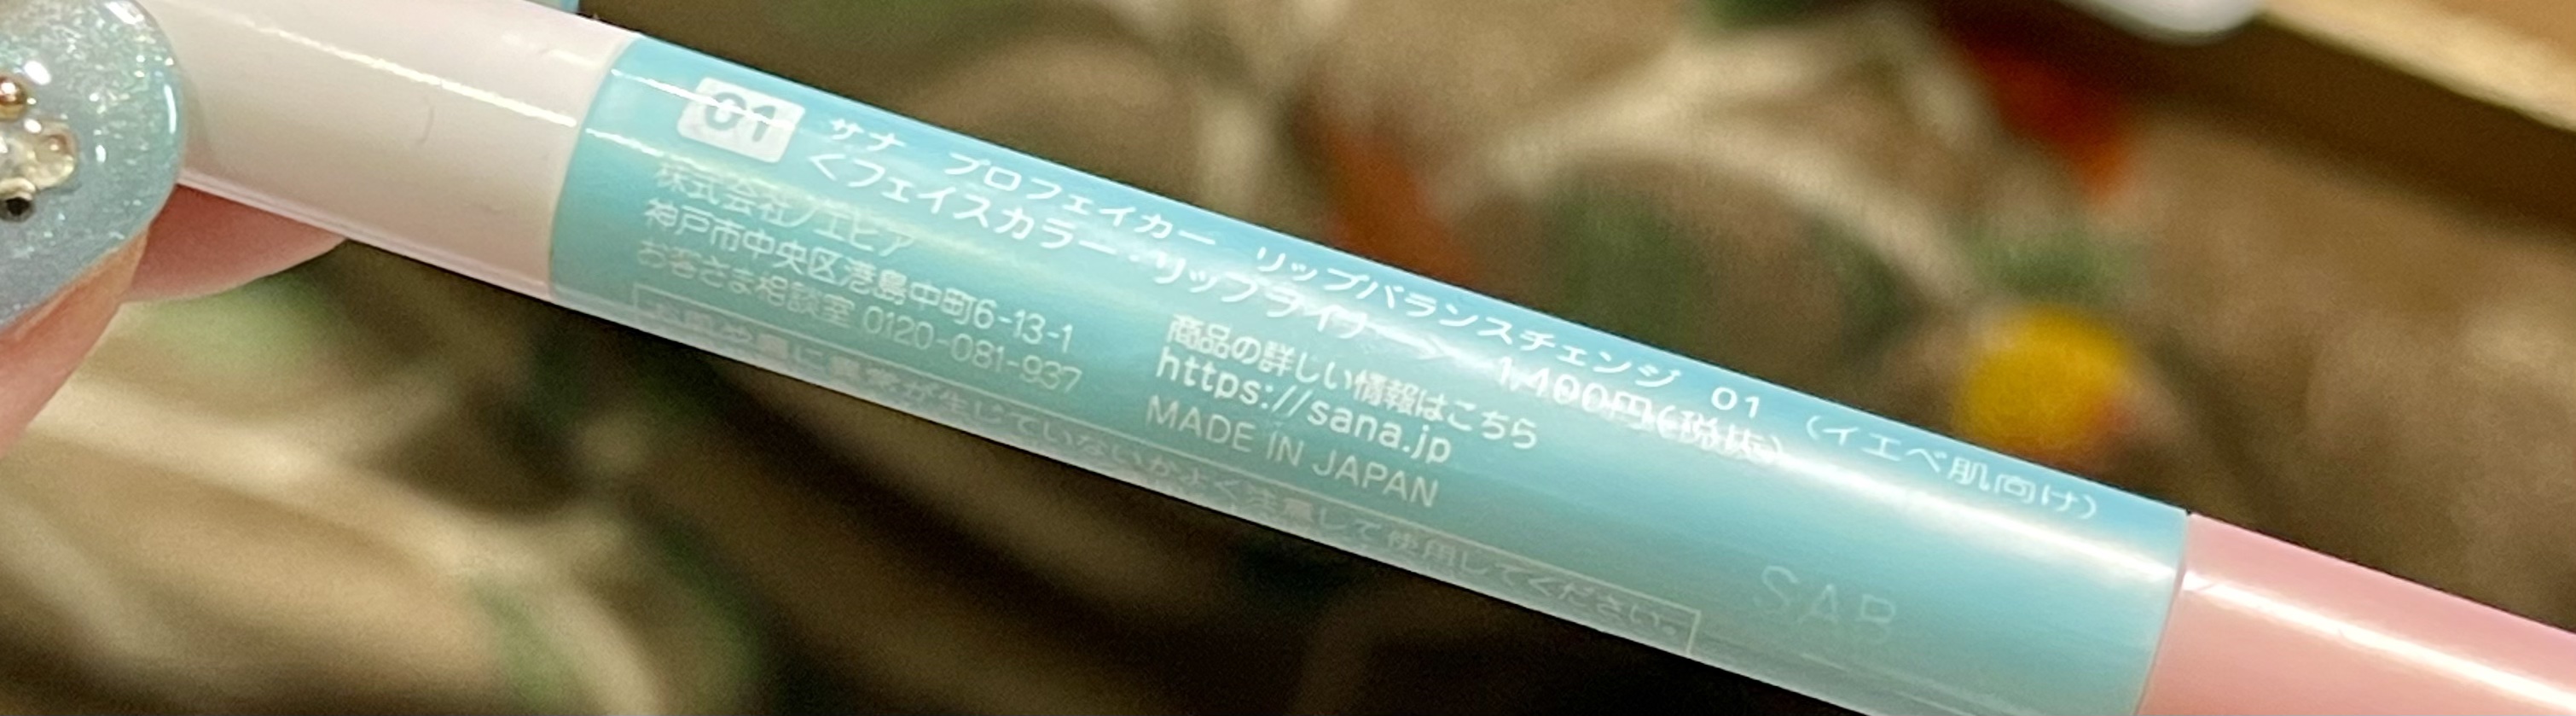 01
サナ プロフェイカー リップバランスチェンジ 01 （イエベ肌向け）
＜フェイスカラー・リップライナー＞ 1,400円(税抜)
株式会社ノエビア
神戸市中央区港島中町6-13-1
お客さま相談室 0120-081-937
商品の詳しい情報はこちら
https://sana.jp
MADE IN JAPAN
お肌や唇に異常が生じていないかよく注意して使用してください。
SAB